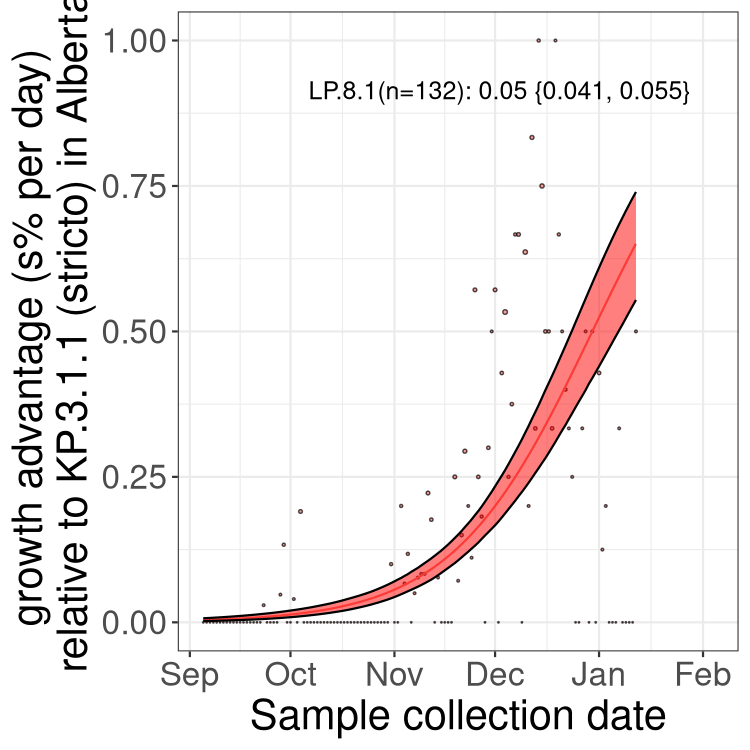 growth advantage (s% per day)
relative to KP.3.1.1 (stricto) in Alberta
1.00
0.75
0.50
0.25
0.00
LP.8.1(n=132): 0.05 {0.041, 0.055}
Sep Oct Nov Dec Jan Feb
Sample collection date